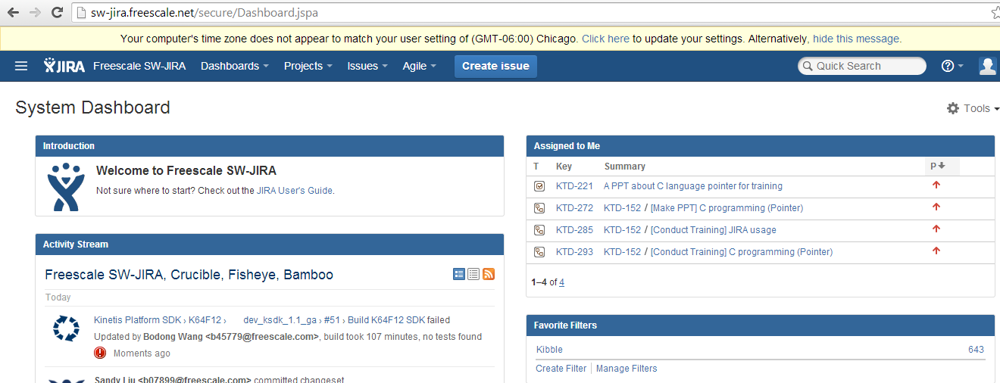 sw-jira.freescale.net/secure/Dashboard.jspa
Your computer's time zone does not appear to match your user setting of (GMT-06:00) Chicago. Click here to update your settings. Alternatively, hide this message.
JIRA Freescale SW-JIRA Dashboards Projects Issues Agile Create issue Quick Search ?
System Dashboard
Tools
Introduction
Welcome to Freescale SW-JIRA
Not sure where to start? Check out the JIRA User's Guide.
Activity Stream
Freescale SW-JIRA, Crucible, Fisheye, Bamboo
Today
Kinetis Platform SDK › K64F12 › dev_ksdk_1.1_ga › #51 › Build K64F12 SDK failed
Updated by Bodong Wang <b45779@freescale.com>, build took 107 minutes, no tests found
Moments ago
Sandy Liu <b07899@freescale.com> committed changeset
Assigned to Me
T Key Summary P
KTD-221 A PPT about C language pointer for training
KTD-272 KTD-152 / [Make PPT] C programming (Pointer)
KTD-285 KTD-152 / [Conduct Training] JIRA usage
KTD-293 KTD-152 / [Conduct Training] C programming (Pointer)
1–4 of 4
Favorite Filters
Kibble 643
Create Filter Manage Filters